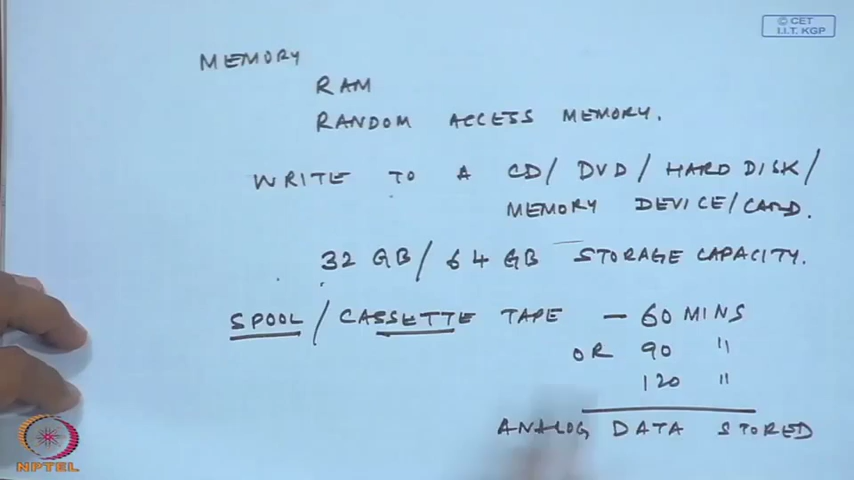 © CET
I.I.T. KGP
MEMORY
RAM
RANDOM ACCESS MEMORY.
WRITE TO A CD/ DVD/ HARD DISK/
MEMORY DEVICE/CARD.
32 GB/ 64 GB STORAGE CAPACITY.
SPOOL / CASSETTE TAPE - 60 MINS
OR 90 "
120 "
ANALOG DATA STORED
NPTEL